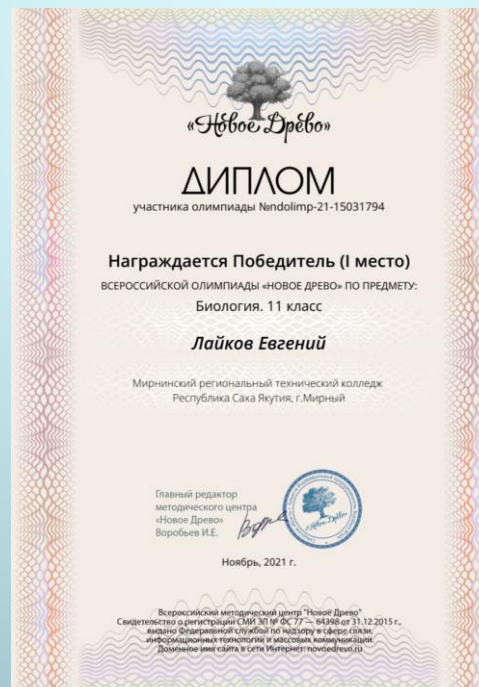 «Новое Древо»
ДИПЛОМ
участника олимпиады №ndolimp-21-15031794
Награждается Победитель (I место)
ВСЕРОССИЙСКОЙ ОЛИМПИАДЫ «НОВОЕ ДРЕВО» ПО ПРЕДМЕТУ:
Биология. 11 класс
Лайков Евгений
Мирнинский региональный технический колледж
Республика Саха Якутия, г.Мирный
Главный редактор
методического центра
«Новое Древо»
Воробьев И.Е.
«Новое Древо»
Ноябрь, 2021 г.
Всероссийский методический центр "Новое Древо"
Свидетельство о регистрации СМИ ЭЛ № ФС 77 — 64398 от 31.12.2015 г.,
выдано Федеральной службой по надзору в сфере связи,
информационных технологий и массовых коммуникаций.
Доменное имя сайта в сети Интернет: novoedrevo.ru